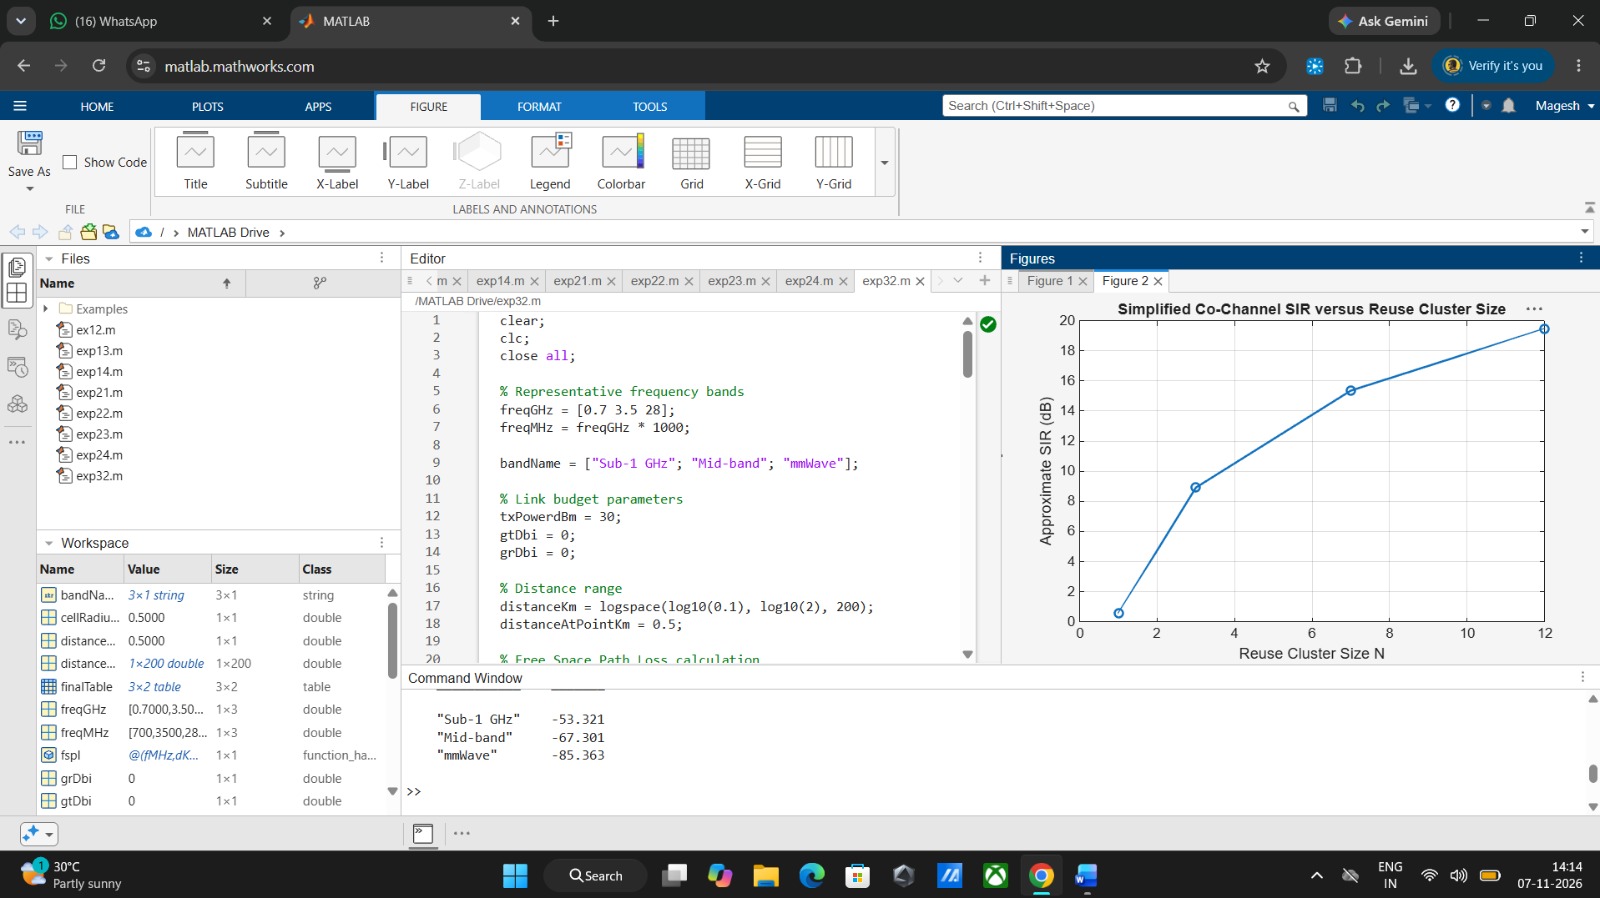 (16) WhatsApp
MATLAB
Ask Gemini
matlab.mathworks.com
Verify it's you
HOME
PLOTS
APPS
FIGURE
FORMAT
TOOLS
Search (Ctrl+Shift+Space)
Magesh
Save As
Show Code
FILE
Title
Subtitle
X-Label
Y-Label
Z-Label
Legend
Colorbar
Grid
X-Grid
Y-Grid
LABELS AND ANNOTATIONS
/ › MATLAB Drive ›
Files
Name
Examples
ex12.m
exp13.m
exp14.m
exp21.m
exp22.m
exp23.m
exp24.m
exp32.m
Workspace
Name Value Size Class
bandNa... 3×1 string 3×1 string
cellRadiu... 0.5000 1×1 double
distance... 0.5000 1×1 double
distance... 1×200 double 1×200 double
finalTable 3×2 table 3×2 table
freqGHz [0.7000,3.50... 1×3 double
freqMHz [700,3500,28... 1×3 double
fspl @(fMHz,dK... 1×1 function_ha...
grDbi 0 1×1 double
gtDbi 0 1×1 double
Editor
m exp14.m exp21.m exp22.m exp23.m exp24.m exp32.m
/MATLAB Drive/exp32.m
1 clear;
2 clc;
3 close all;
4
5 % Representative frequency bands
6 freqGHz = [0.7 3.5 28];
7 freqMHz = freqGHz * 1000;
8
9 bandName = ["Sub-1 GHz"; "Mid-band"; "mmWave"];
10
11 % Link budget parameters
12 txPowerdBm = 30;
13 gtDbi = 0;
14 grDbi = 0;
15
16 % Distance range
17 distanceKm = logspace(log10(0.1), log10(2), 200);
18 distanceAtPointKm = 0.5;
19
20 % Free Space Path Loss calculation
Figures
Figure 1 Figure 2
Simplified Co-Channel SIR versus Reuse Cluster Size
Approximate SIR (dB)
20
18
16
14
12
10
8
6
4
2
0
0 2 4 6 8 10 12
Reuse Cluster Size N
Command Window
"Sub-1 GHz" -53.321
"Mid-band" -67.301
"mmWave" -85.363
>>
1
30°C
Partly sunny
Search
ENG
IN
14:14
07-11-2026